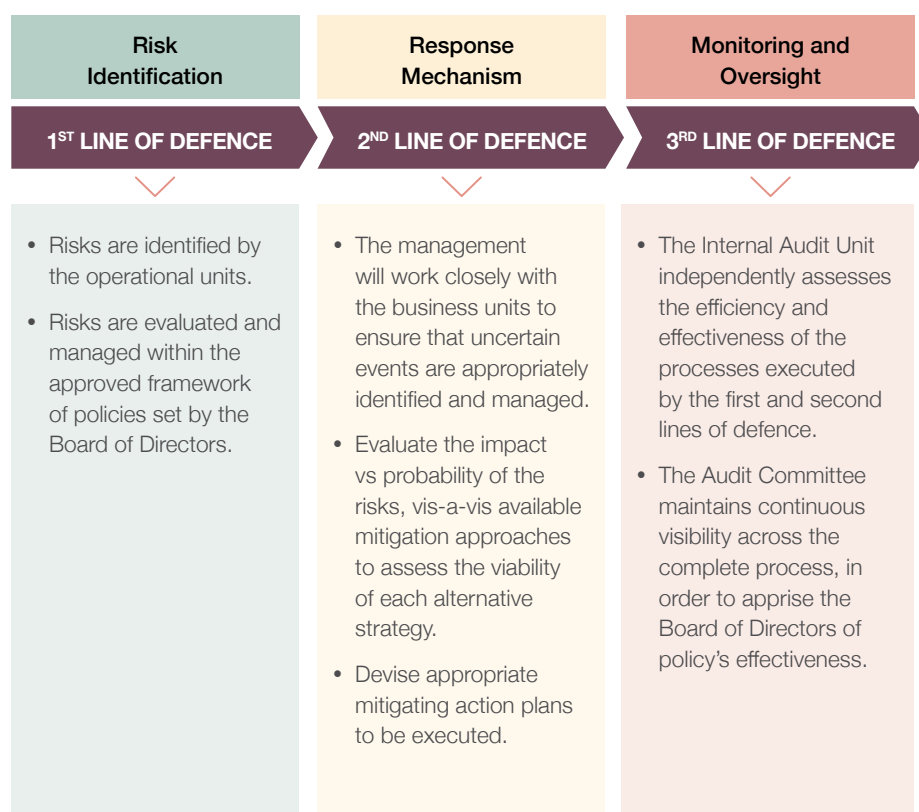 Risk
Identification
1ST LINE OF DEFENCE
• Risks are identified by
the operational units.
• Risks are evaluated and
managed within the
approved framework
of policies set by the
Board of Directors.
Response
Mechanism
2ND LINE OF DEFENCE
• The management
will work closely with
the business units to
ensure that uncertain
events are appropriately
identified and managed.
• Evaluate the impact
vs probability of the
risks, vis-a-vis available
mitigation approaches
to assess the viability
of each alternative
strategy.
• Devise appropriate
mitigating action plans
to be executed.
Monitoring and
Oversight
3RD LINE OF DEFENCE
• The Internal Audit Unit
independently assesses
the efficiency and
effectiveness of the
processes executed
by the first and second
lines of defence.
• The Audit Committee
maintains continuous
visibility across the
complete process, in
order to apprise the
Board of Directors of
policy’s effectiveness.